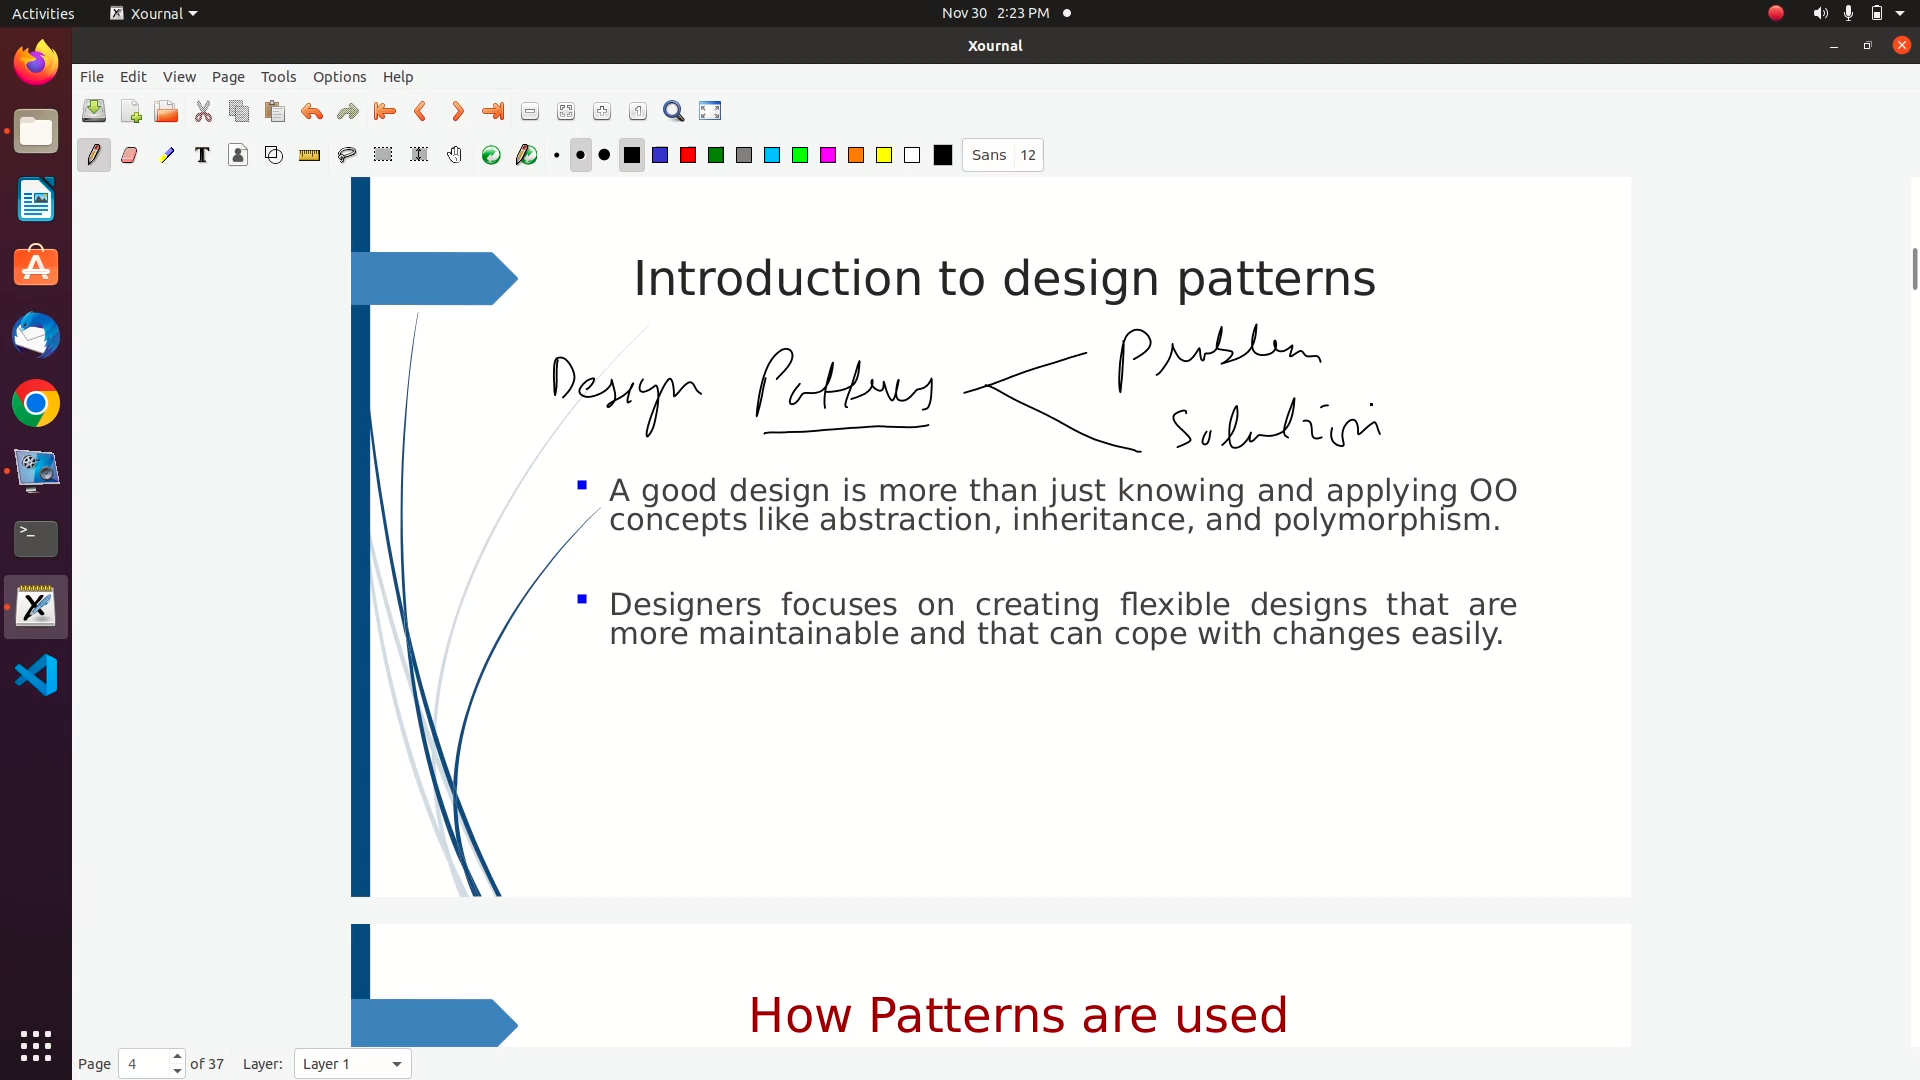 Activities Xournal Nov 30 2:23 PM
Xournal
File Edit View Page Tools Options Help
T Sans 12
Introduction to design patterns
Design Patterns Problem
Solution
A good design is more than just knowing and applying OO
concepts like abstraction, inheritance, and polymorphism.
Designers focuses on creating flexible designs that are
more maintainable and that can cope with changes easily.
How Patterns are used
Page 4 of 37 Layer: Layer 1